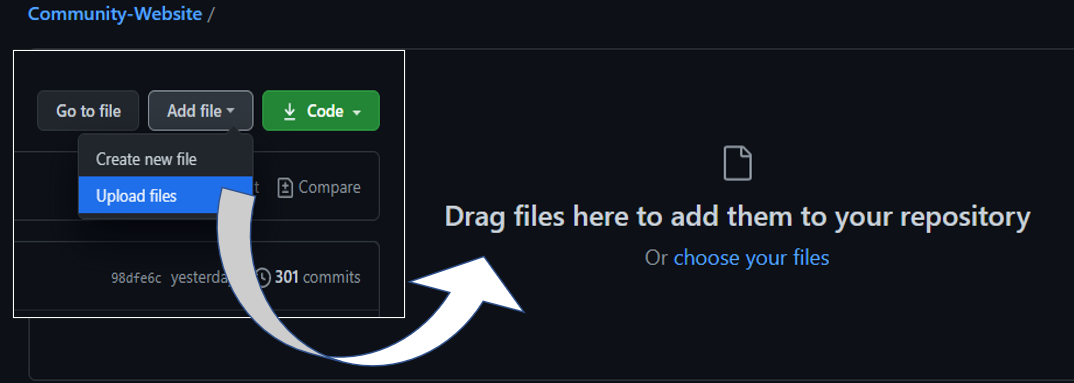 Community-Website /
Go to file
Add file
Code
Create new file
Upload files
Compare
98dfe6c
301 commits
Drag files here to add them to your repository
Or choose your files